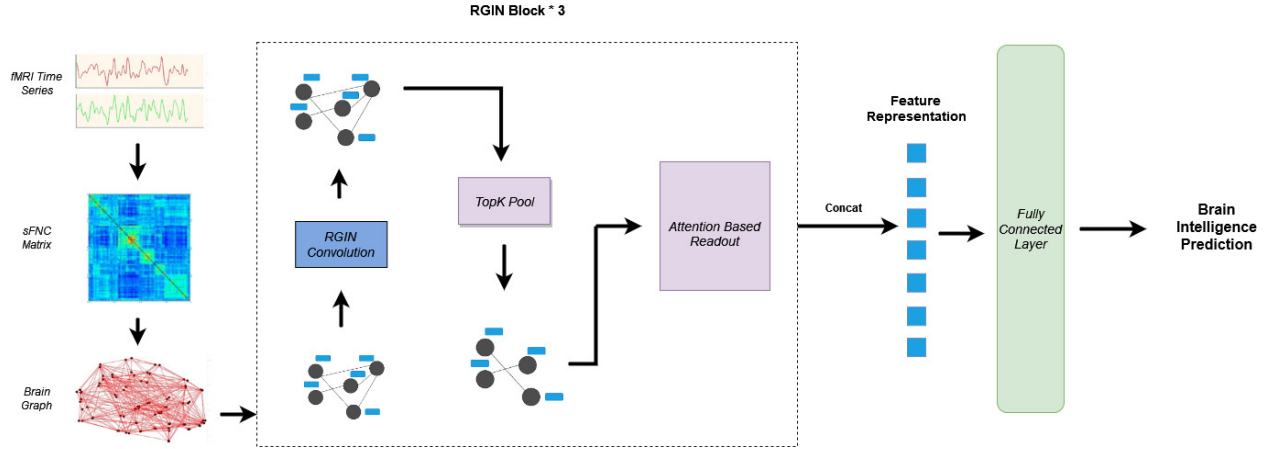 RGIN Block * 3
fMRI Time
Series
sFNC
Matrix
Brain
Graph
RGIN
Convolution
TopK Pool
Attention Based
Readout
Concat
Feature
Representation
Fully
Connected
Layer
Brain
Intelligence
Prediction